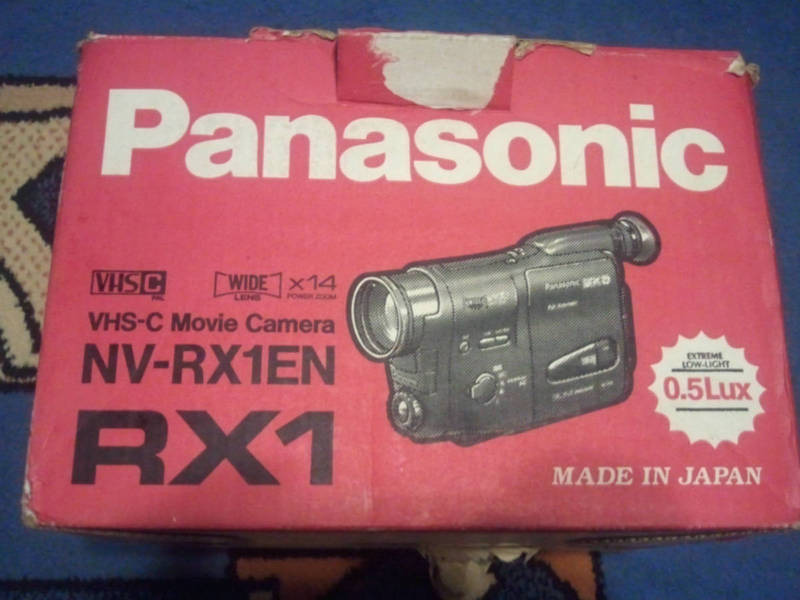 Panasonic
VHS C
PAL
WIDE
LENS
x14
POWER ZOOM
VHS-C Movie Camera
NV-RX1EN
RX1
Panasonic
EXTREME
LOW-LIGHT
0.5Lux
MADE IN JAPAN